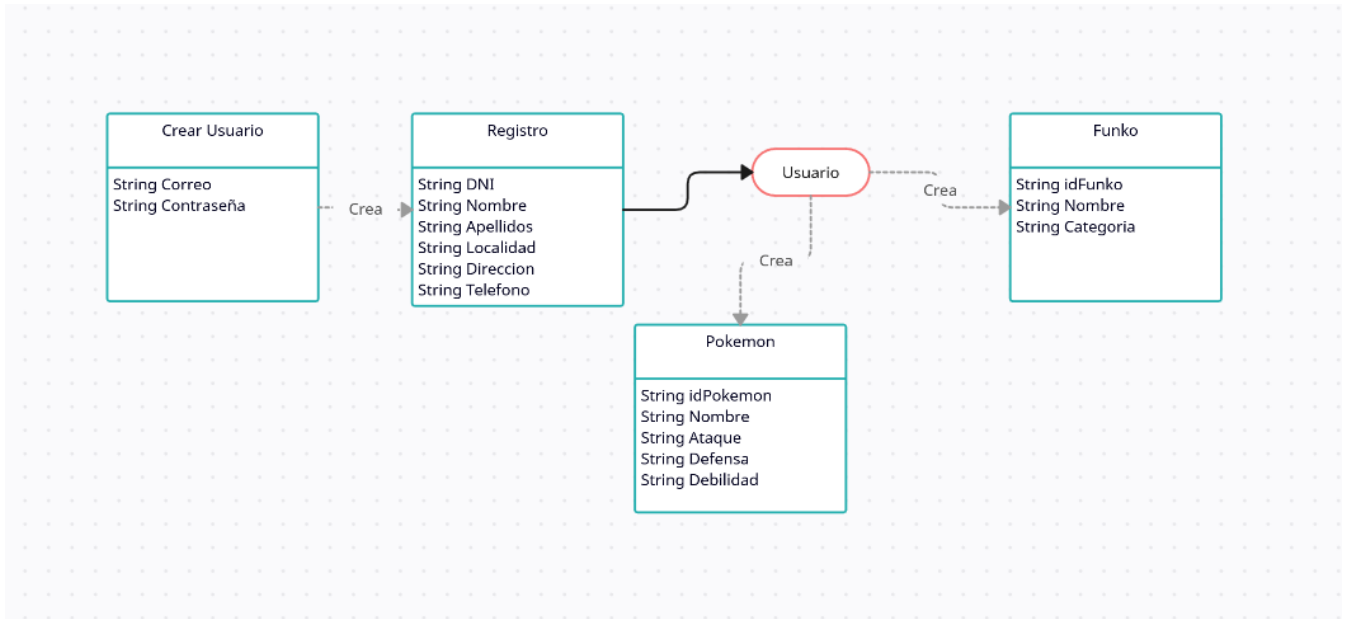 Crear Usuario
String Correo
String Contraseña
Crea
Registro
String DNI
String Nombre
String Apellidos
String Localidad
String Direccion
String Telefono
Usuario
Crea
Funko
String idFunko
String Nombre
String Categoria
Crea
Pokemon
String idPokemon
String Nombre
String Ataque
String Defensa
String Debilidad